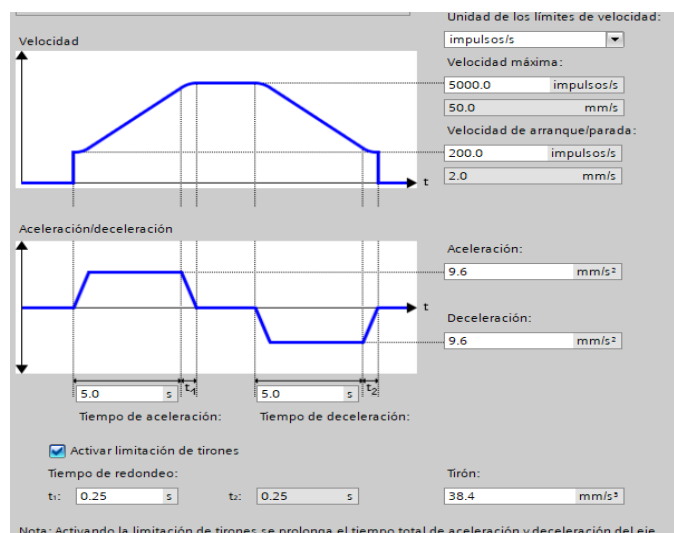 Unidad de los límites de velocidad:
Velocidad
impulsos/s
Velocidad máxima:
5000.0 impulsos/s
50.0 mm/s
Velocidad de arranque/parada:
200.0 impulsos/s
t
2.0 mm/s
Aceleración/deceleración
Aceleración:
9.6 mm/s²
t
Deceleración:
9.6 mm/s²
5.0 s t₁ 5.0 s t₂
Tiempo de aceleración: Tiempo de deceleración:
Activar limitación de tirones
Tiempo de redondeo: Tirón:
t₁: 0.25 s t₂: 0.25 s 38.4 mm/s³
Nota: Activando la limitación de tirones se prolonga el tiempo total de aceleración y deceleración del eje